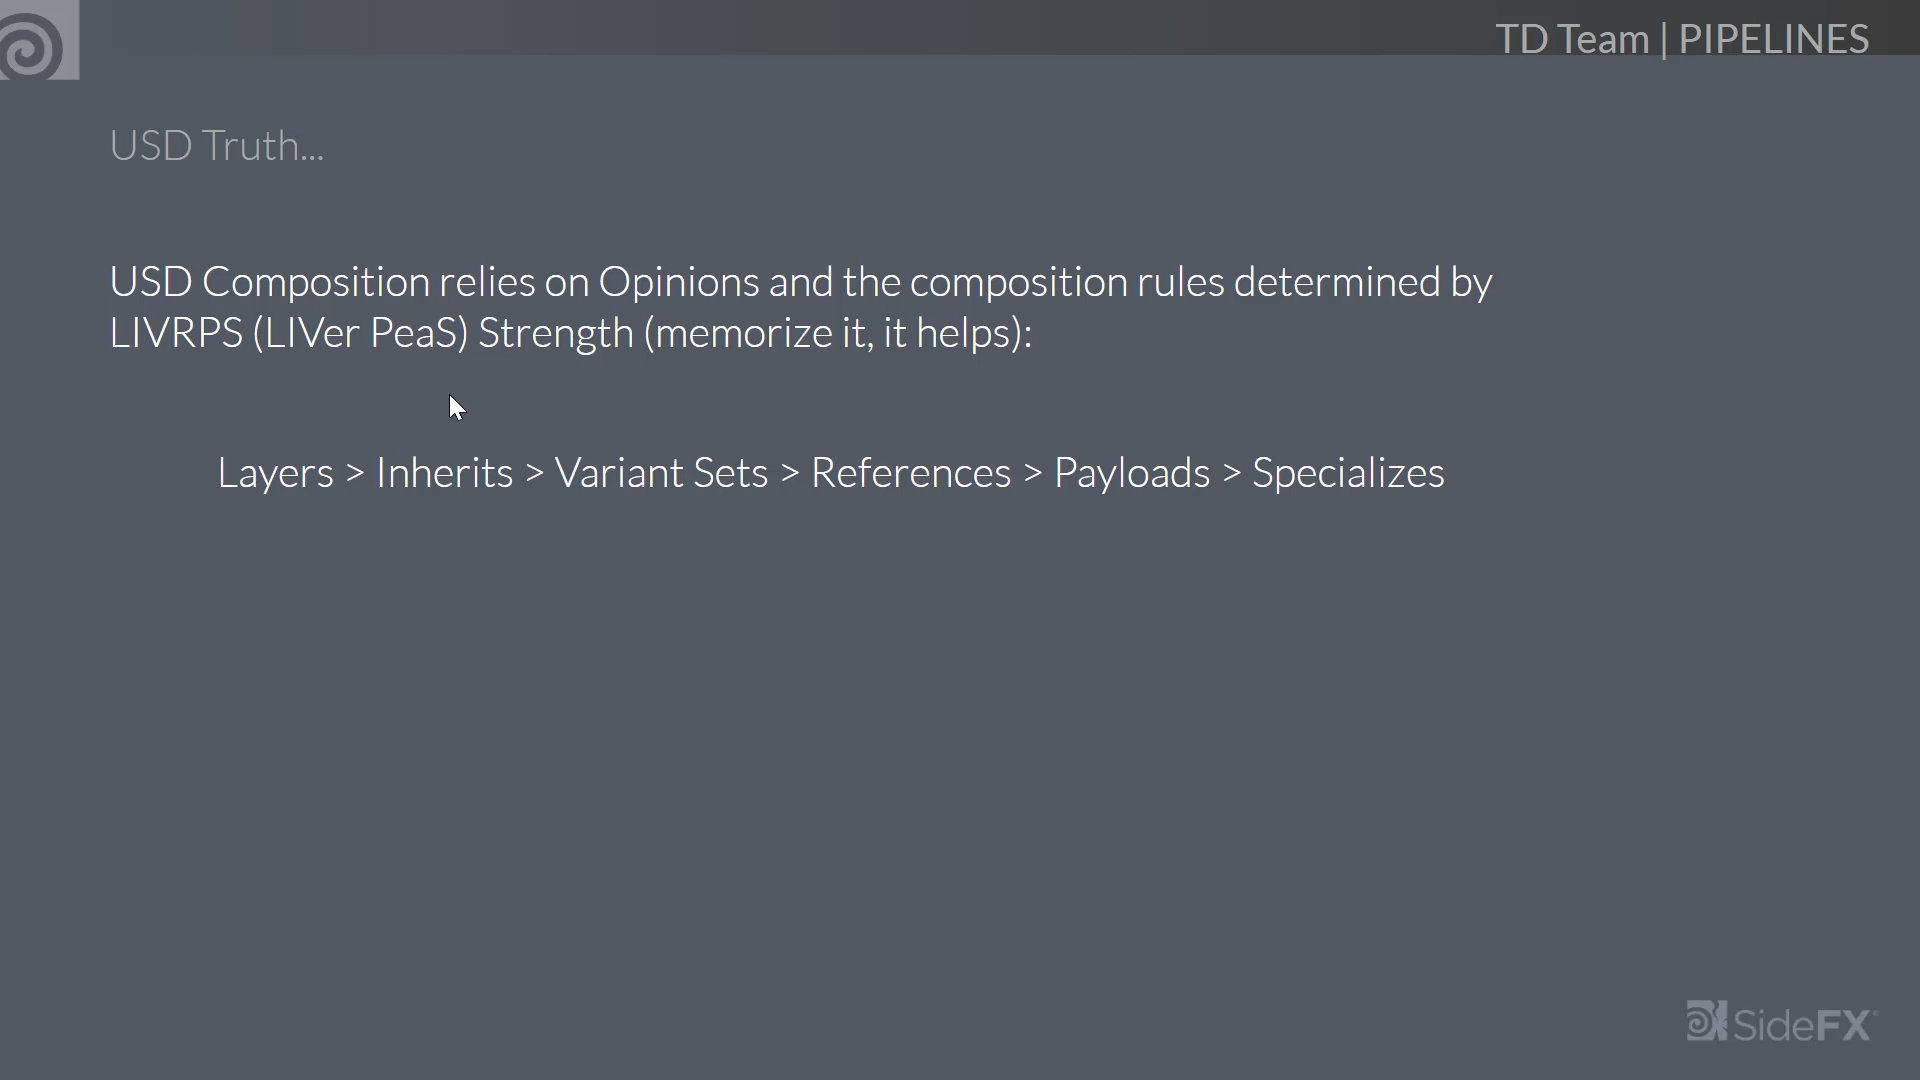 TD Team | PIPELINES
USD Truth...
USD Composition relies on Opinions and the composition rules determined by
LIVRPS (LIVer PeaS) Strength (memorize it, it helps):
Layers > Inherits > Variant Sets > References > Payloads > Specializes
SideFX